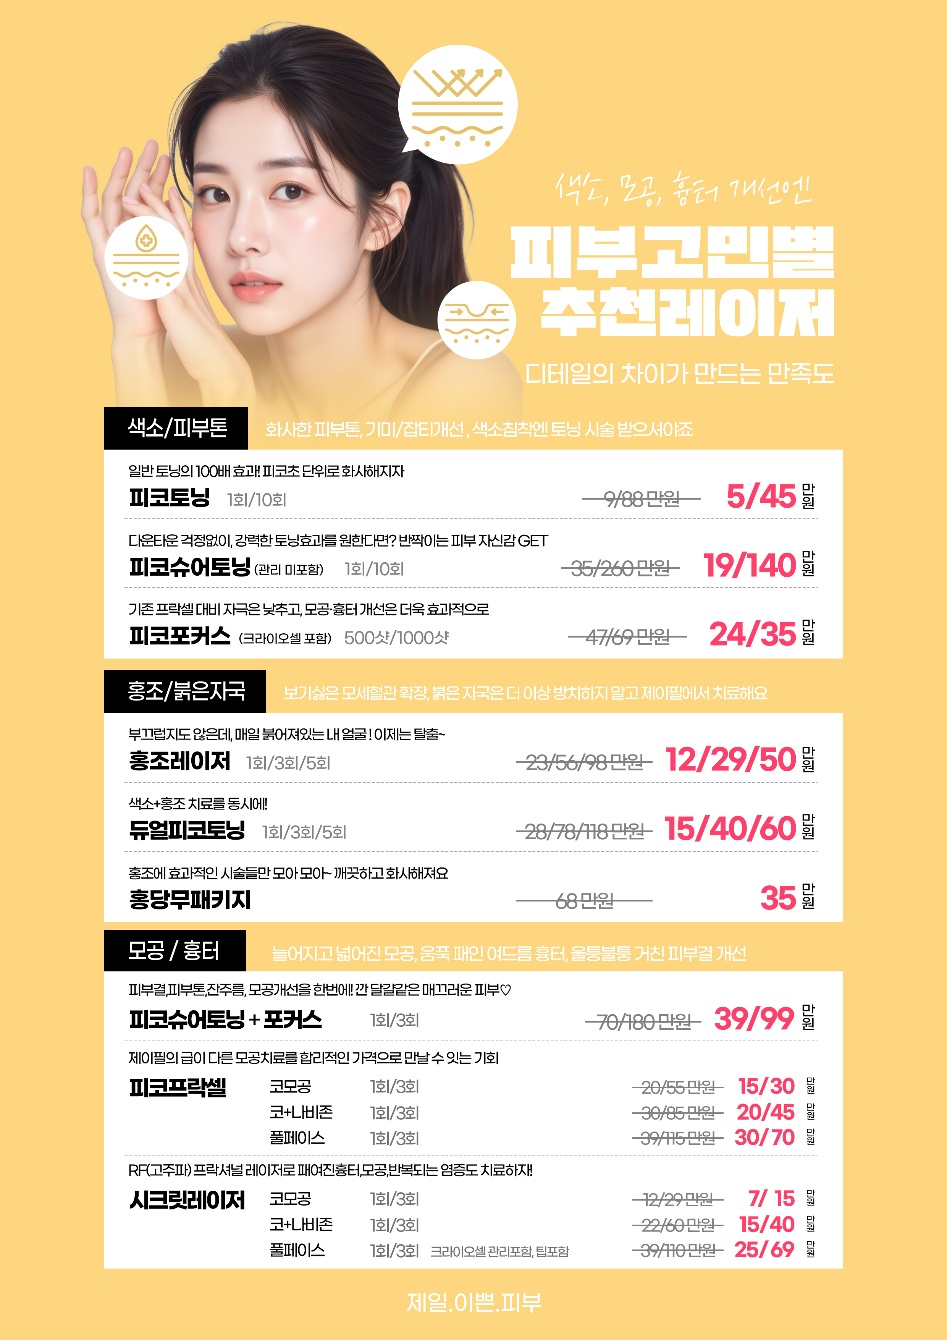 색소, 모공, 흉터 개선엔
피부고민별
추천레이저
디테일의 차이가 만드는 만족도
색소/피부톤 화사한 피부톤, 기미/잡티개선, 색소침착엔 토닝 시술 받으셔야죠
일반 토닝의 100배 효과! 피코초 단위로 화사해지자
피코토닝 1회/10회 9/88 만원 5/45 만원
다운타운 걱정없이, 강력한 토닝효과를 원한다면? 반짝이는 피부 자신감 GET
피코슈어토닝 (관리 미포함) 1회/10회 35/260 만원 19/140 만원
기존 프락셀 대비 자극은 낮추고, 모공·흉터 개선은 더욱 효과적으로
피코포커스 (크라이오셀 포함) 500샷/1000샷 47/69 만원 24/35 만원
홍조/붉은자국 보기싫은 모세혈관 확장, 붉은 자국은 더 이상 방치하지 말고 제이필에서 치료해요
부끄럽지도 않은데, 매일 붉어져있는 내 얼굴 ! 이제는 탈출~
홍조레이저 1회/3회/5회 23/56/98 만원 12/29/50 만원
색소+홍조 치료를 동시에!
듀얼피코토닝 1회/3회/5회 28/78/118 만원 15/40/60 만원
홍조에 효과적인 시술들만 모아 모아~ 깨끗하고 화사해져요
홍당무패키지 68 만원 35 만원
모공 / 흉터 늘어지고 넓어진 모공, 움푹 패인 여드름 흉터, 울퉁불퉁 거친 피부결 개선
피부결,피부톤,잔주름, 모공개선을 한번에! 깐 달걀같은 매끄러운 피부♡
피코슈어토닝 + 포커스 1회/3회 70/180 만원 39/99 만원
제이필의 급이 다른 모공치료를 합리적인 가격으로 만날 수 잇는 기회
피코프락셀 코모공 1회/3회 20/55 만원 15/30 만원
코+나비존 1회/3회 30/85 만원 20/45 만원
풀페이스 1회/3회 39/115 만원 30/70 만원
RF(고주파) 프락셔널 레이저로 패여진흉터,모공,반복되는 염증도 치료하자!
시크릿레이저 코모공 1회/3회 12/29 만원 7/ 15 만원
코+나비존 1회/3회 22/60 만원 15/40 만원
풀페이스 1회/3회 크라이오셀 관리포함, 팁포함 39/110 만원 25/69 만원
제일.이쁜.피부